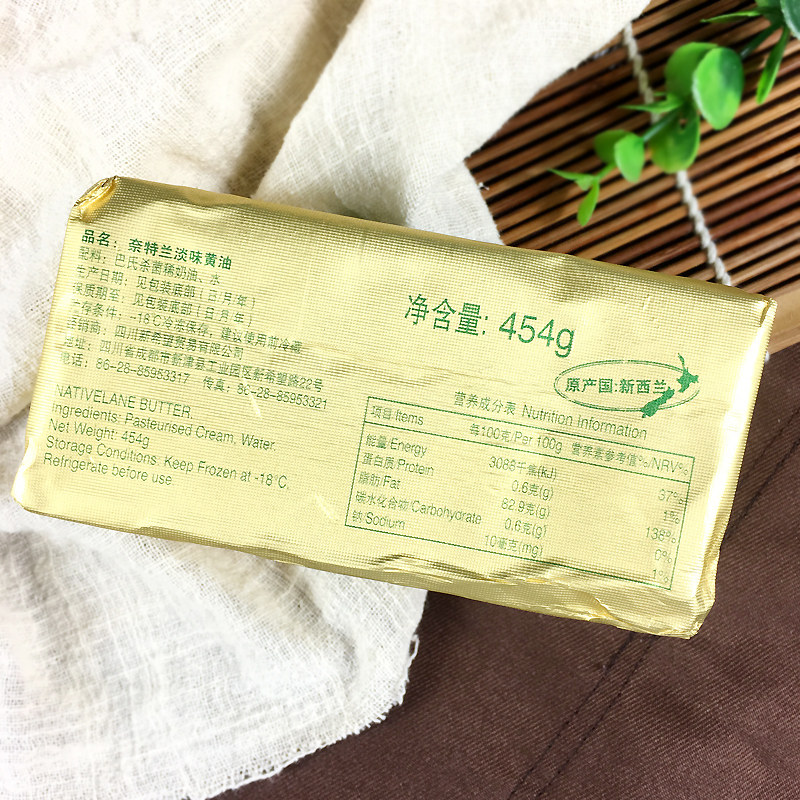 品名：奈特兰淡味黄油
配料：巴氏杀菌稀奶油、水
生产日期：见包装底部（日/月/年）
保质期至：见包装底部（日/月/年）
贮存条件：-18℃冷冻保存，建议使用前冷藏
经销商：四川新希望贸易有限公司
地址：四川省成都市新津县工业园区新希望路22号
电话：86-28-85953317 传真：86-28-85953321
NATIVELANE BUTTER.
Ingredients: Pasteurised Cream, Water.
Net Weight: 454g
Storage Conditions: Keep Frozen at -18℃.
Refrigerate before use.
净含量: 454g
原产国:新西兰
营养成分表 Nutrition Information
项目/Items 每100克/Per 100g 营养素参考值%/NRV%
能量/Energy 3088千焦(KJ) 37%
蛋白质/Protein 0.6克(g) 1%
脂肪/Fat 82.9克(g) 138%
碳水化合物/Carbohydrate 0.6克(g) 0%
钠/Sodium 10毫克(mg) 1%